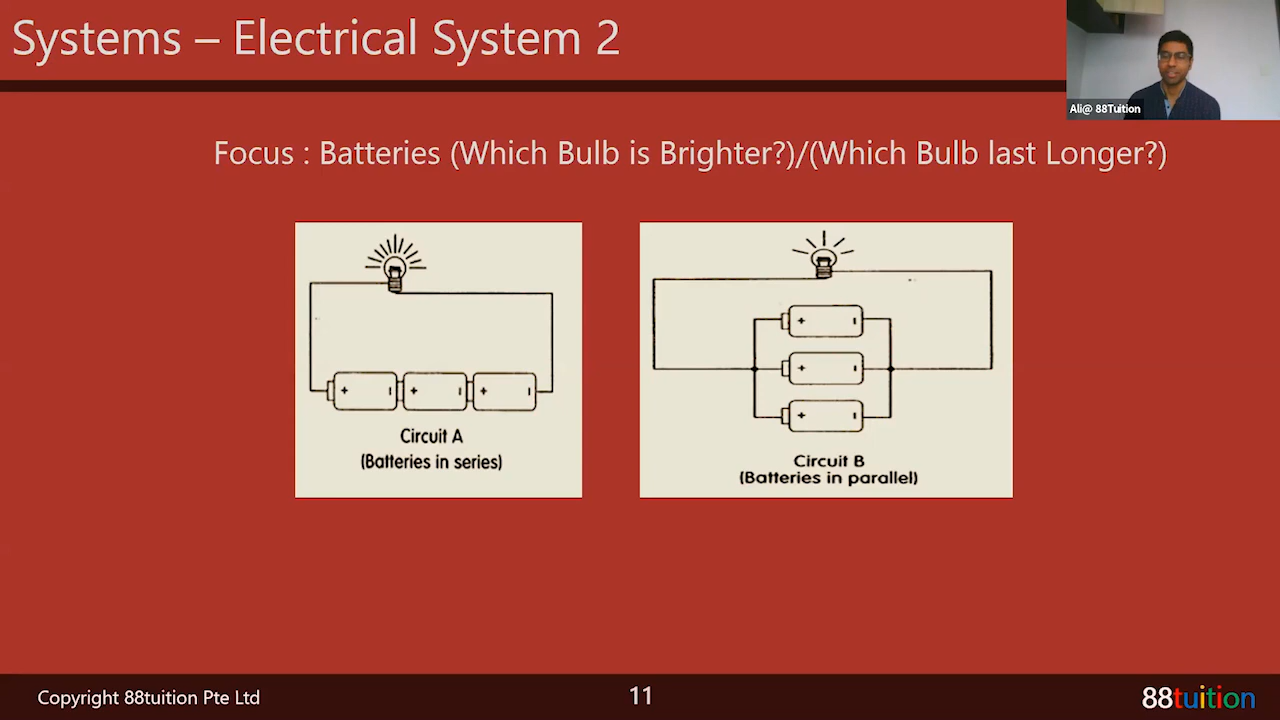 Systems – Electrical System 2
Ali@ 88Tuition
Focus : Batteries (Which Bulb is Brighter?)/(Which Bulb last Longer?)
+ I + I + I
Circuit A
(Batteries in series)
+ I
+ I
+ I
Circuit B
(Batteries in parallel)
Copyright 88tuition Pte Ltd
11
88tuition